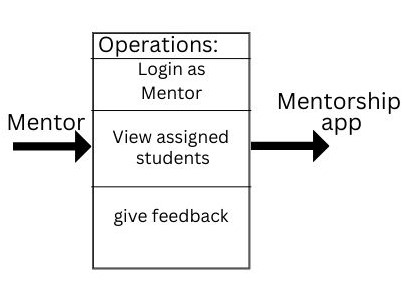 Operations:
Login as
Mentor
Mentor
View assigned
students
give feedback
Mentorship
app